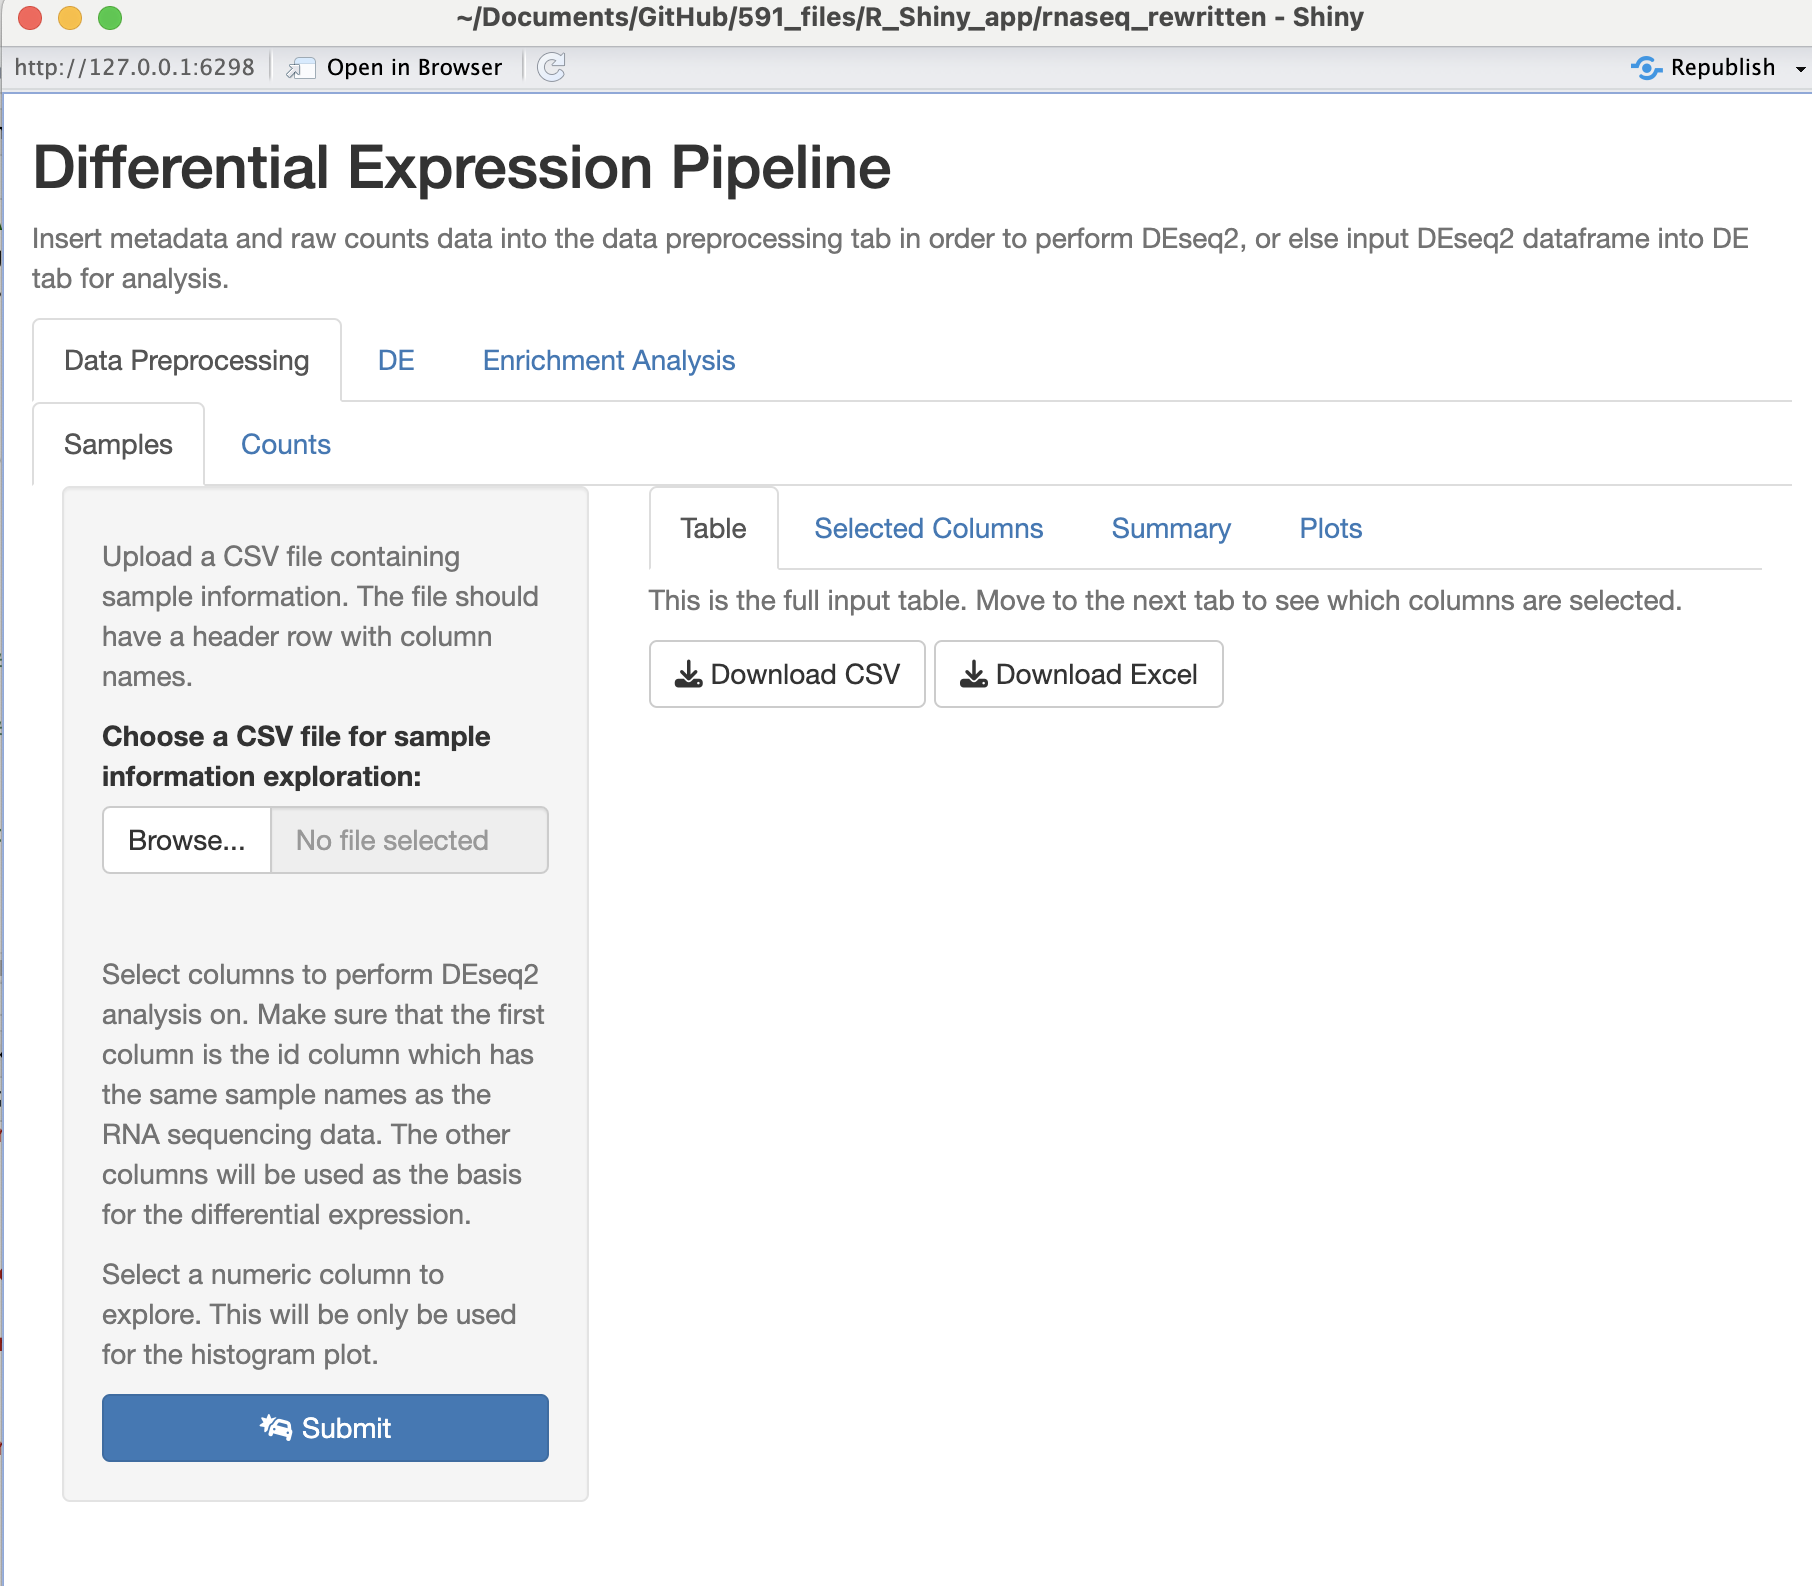 ~/Documents/GitHub/591_files/R_Shiny_app/rnaseq_rewritten - Shiny
http://127.0.0.1:6298
Open in Browser
Republish
Differential Expression Pipeline
Insert metadata and raw counts data into the data preprocessing tab in order to perform DEseq2, or else input DEseq2 dataframe into DE
tab for analysis.
Data Preprocessing
DE
Enrichment Analysis
Samples
Counts
Upload a CSV file containing
sample information. The file should
have a header row with column
names.
Choose a CSV file for sample
information exploration:
Browse...
No file selected
Select columns to perform DEseq2
analysis on. Make sure that the first
column is the id column which has
the same sample names as the
RNA sequencing data. The other
columns will be used as the basis
for the differential expression.
Select a numeric column to
explore. This will be only be used
for the histogram plot.
Submit
Table
Selected Columns
Summary
Plots
This is the full input table. Move to the next tab to see which columns are selected.
Download CSV
Download Excel